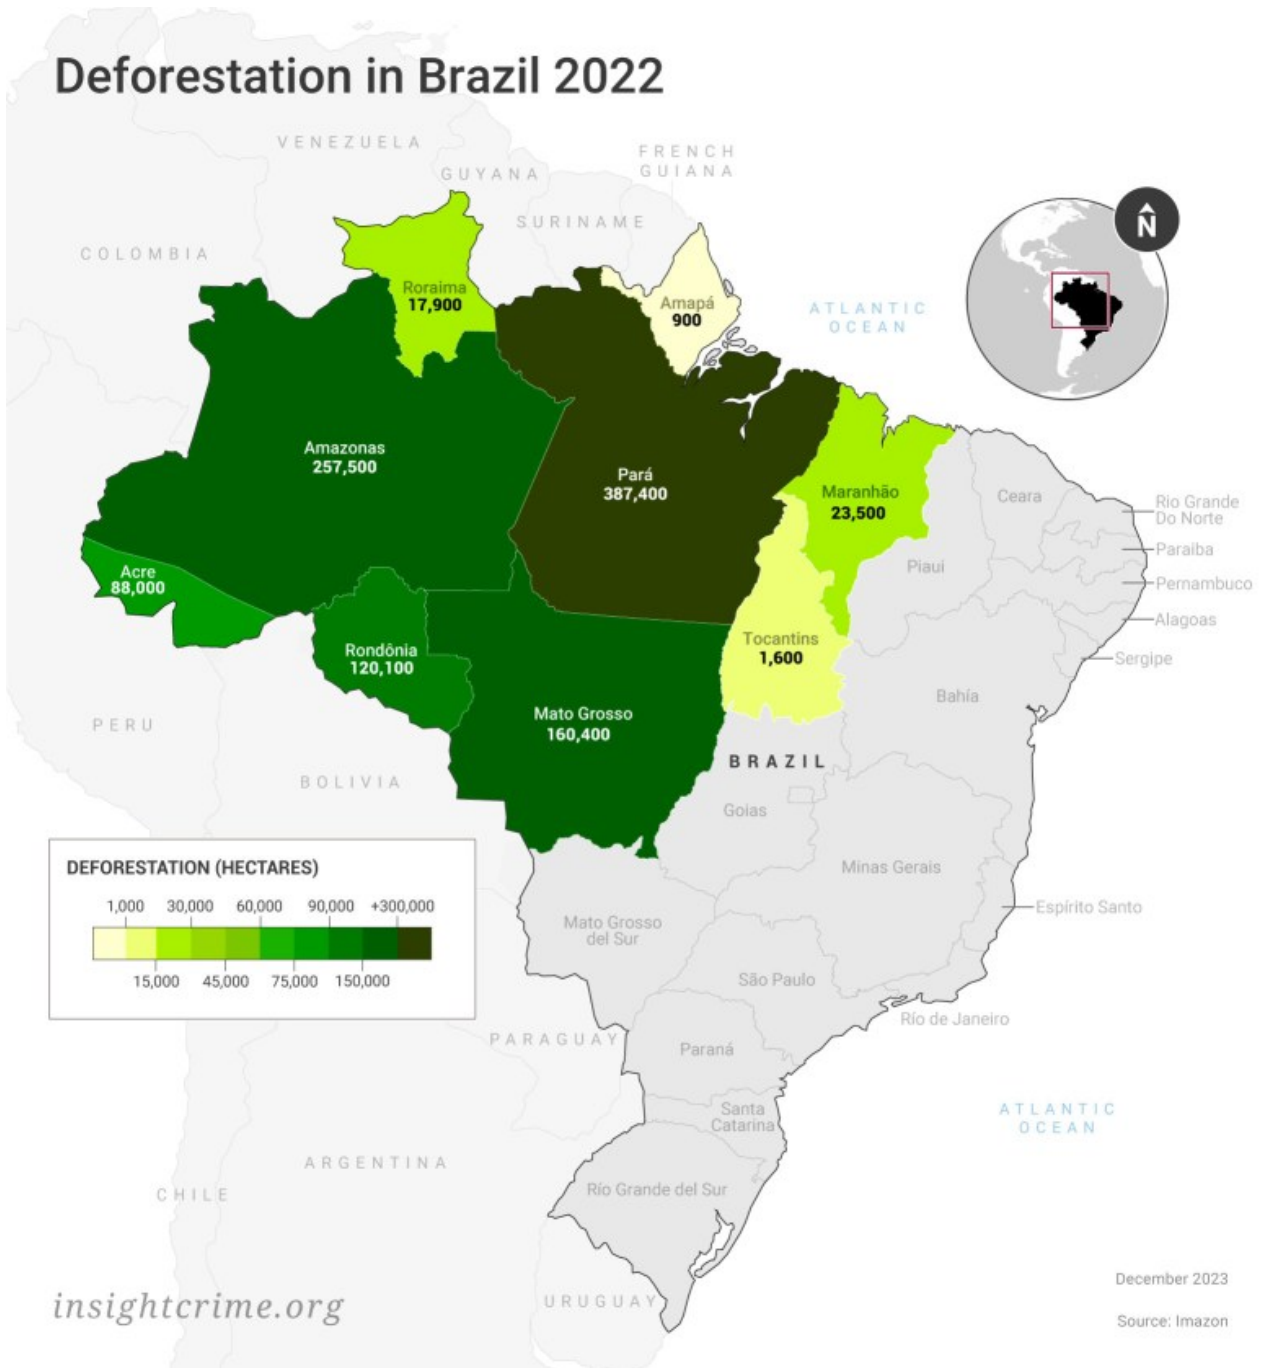 Deforestation in Brazil 2022
VENEZUELA
GUYANA
FRENCH
GUIANA
SURINAME
COLOMBIA
N
ATLANTIC
OCEAN
Roraima
17,900
Amapá
900
Amazonas
257,500
Pará
387,400
Maranhão
23,500
Ceara
Rio Grande
Do Norte
Paraiba
Piaui
Pernambuco
Alagoas
Sergipe
Acre
88,000
Rondônia
120,100
Tocantins
1,600
Bahía
Mato Grosso
160,400
PERU
BOLIVIA
BRAZIL
Goias
Minas Gerais
Espírito Santo
DEFORESTATION (HECTARES)
1,000 30,000 60,000 90,000 +300,000
15,000 45,000 75,000 150,000
Mato Grosso
del Sur
São Paulo
Río de Janeiro
PARAGUAY
Paraná
Santa
Catarina
ATLANTIC
OCEAN
ARGENTINA
CHILE
Río Grande del Sur
URUGUAY
insightcrime.org
December 2023
Source: Imazon